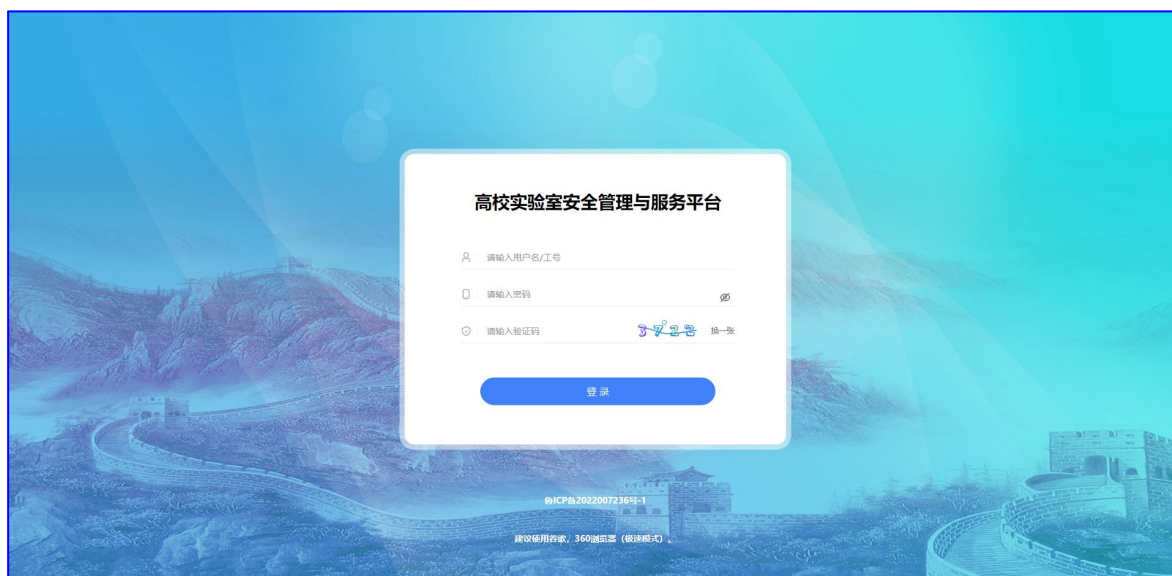 高校实验室安全管理与服务平台
请输入用户名/工号
请输入密码
请输入验证码 3722 换一张
登录
鲁ICP备2022007236号-1
建议使用谷歌，360浏览器（极速模式）。